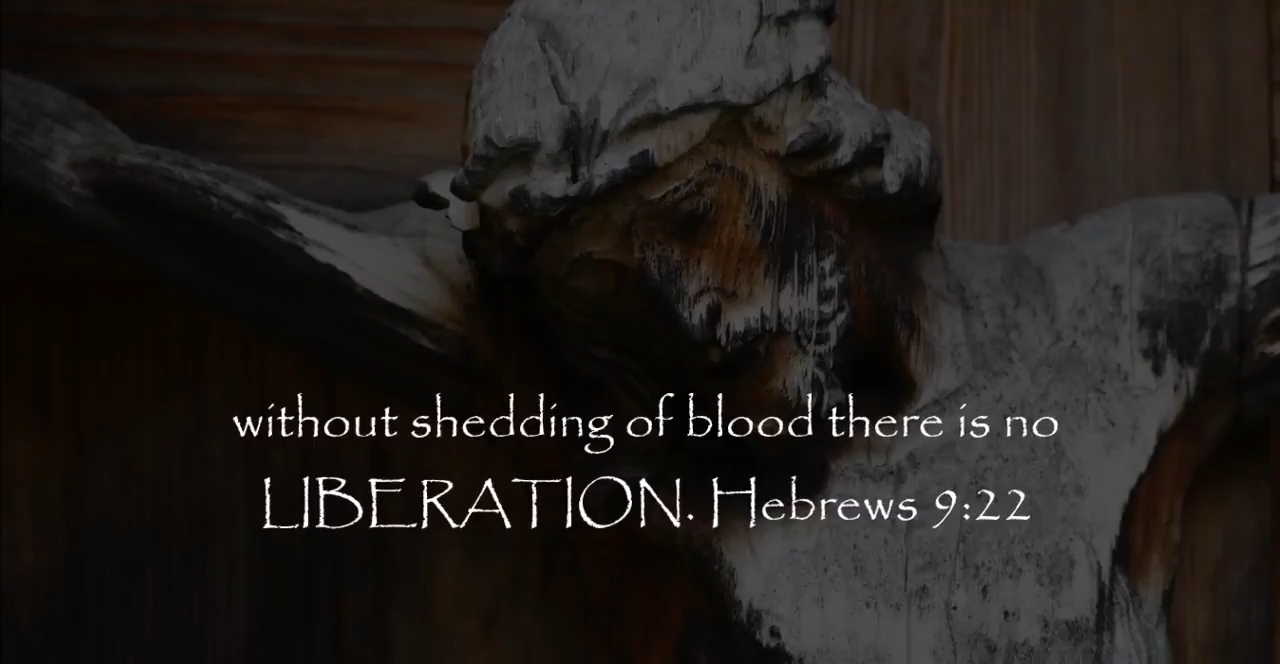 without shedding of blood there is no
LIBERATION. Hebrews 9:22